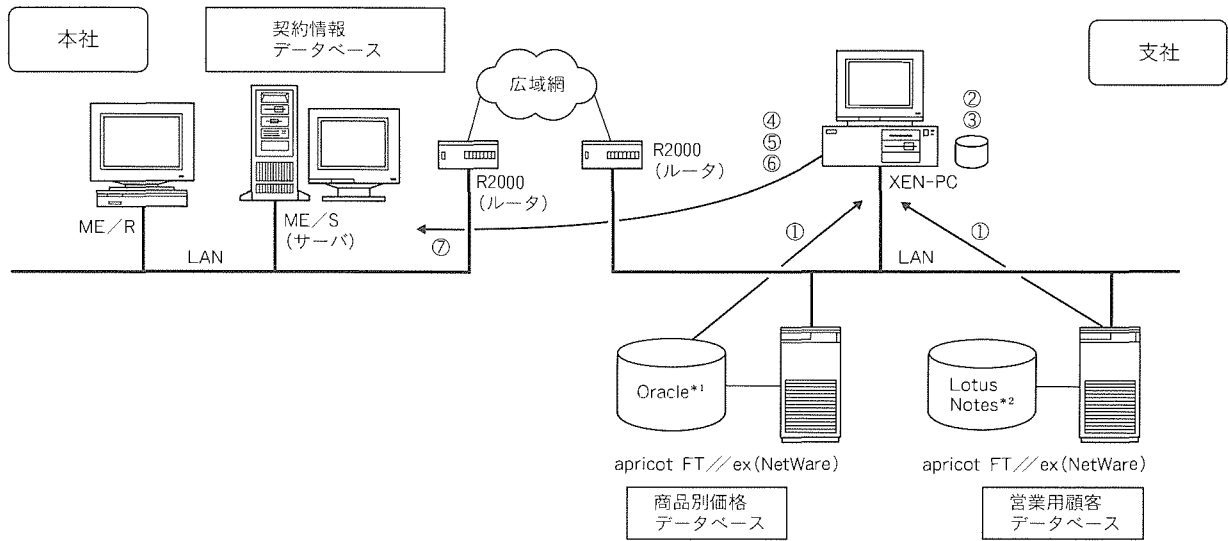 本社
契約情報
データベース
支社
広域網
②
③
④
⑤
⑥
R2000
(ルータ)
R2000
(ルータ)
XEN-PC
ME/R
ME/S
(サーバ)
⑦
①
①
LAN
LAN
Oracle*1
Lotus
Notes*2
apricot FT//ex(NetWare)
apricot FT//ex(NetWare)
商品別価格
データベース
営業用顧客
データベース